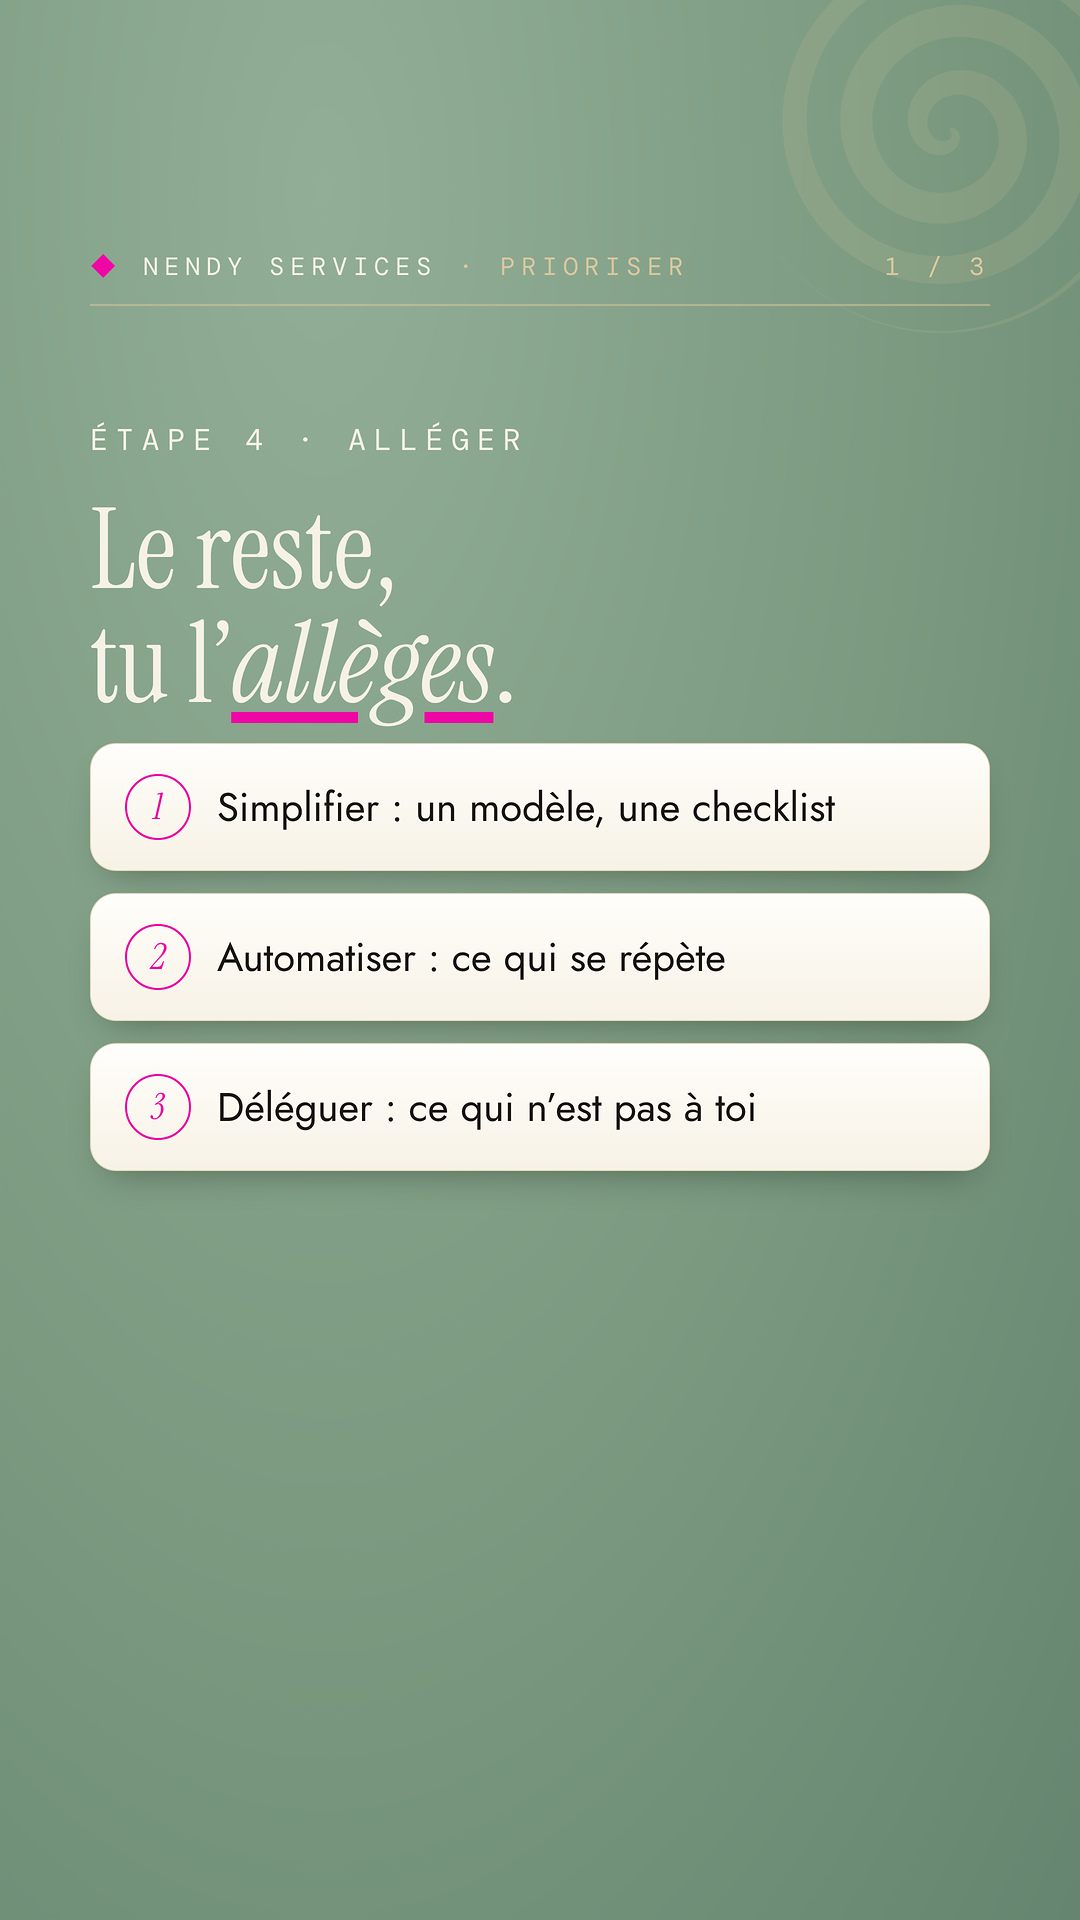 NENDY SERVICES · PRIORISER 1 / 3
ÉTAPE 4 · ALLÉGER
Le reste,
tu l’allèges.
1 Simplifier : un modèle, une checklist
2 Automatiser : ce qui se répète
3 Déléguer : ce qui n’est pas à toi